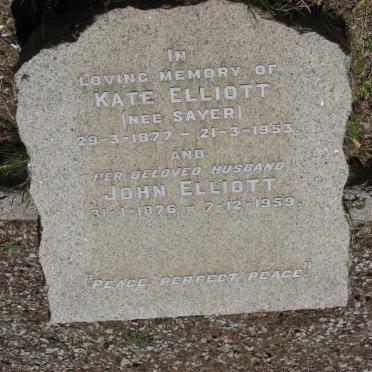 IN
LOVING MEMORY OF
KATE ELLIOTT
(NEE SAYER)
29-3-1877 - 21-3-1953.
AND
HER BELOVED HUSBAND
JOHN ELLIOTT
31-1-1876 - 7-12-1959.
"PEACE, PERFECT PEACE"